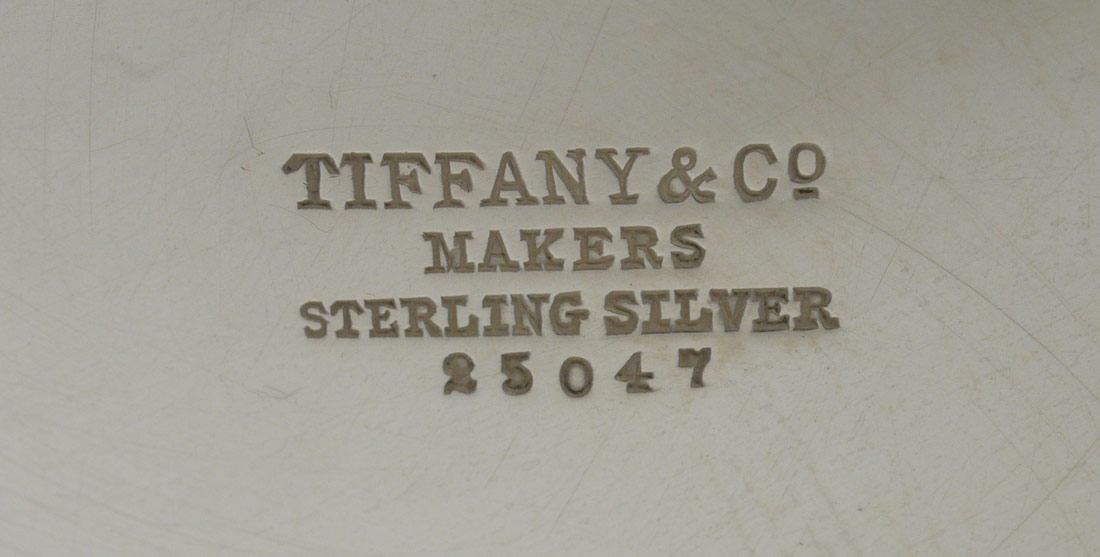 TIFFANY & Cº
MAKERS
STERLING SILVER
25047